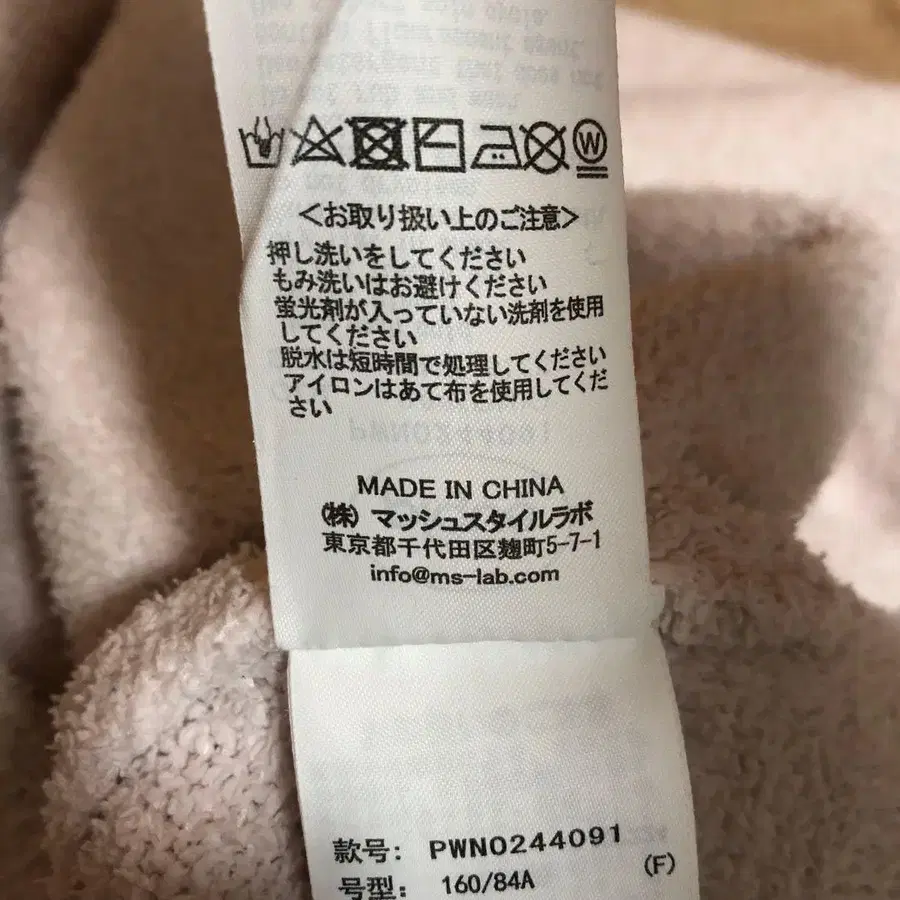 W
<お取り扱い上のご注意>
押し洗いをしてください
もみ洗いはお避けください
蛍光剤が入っていない洗剤を使用
してください
脱水は短時間で処理してください
アイロンはあて布を使用してくだ
さい
MADE IN CHINA
(株) マッシュスタイルラボ
東京都千代田区麹町5-7-1
info@ms-lab.com
款号: PWNO244091
号型: 160/84A (F)